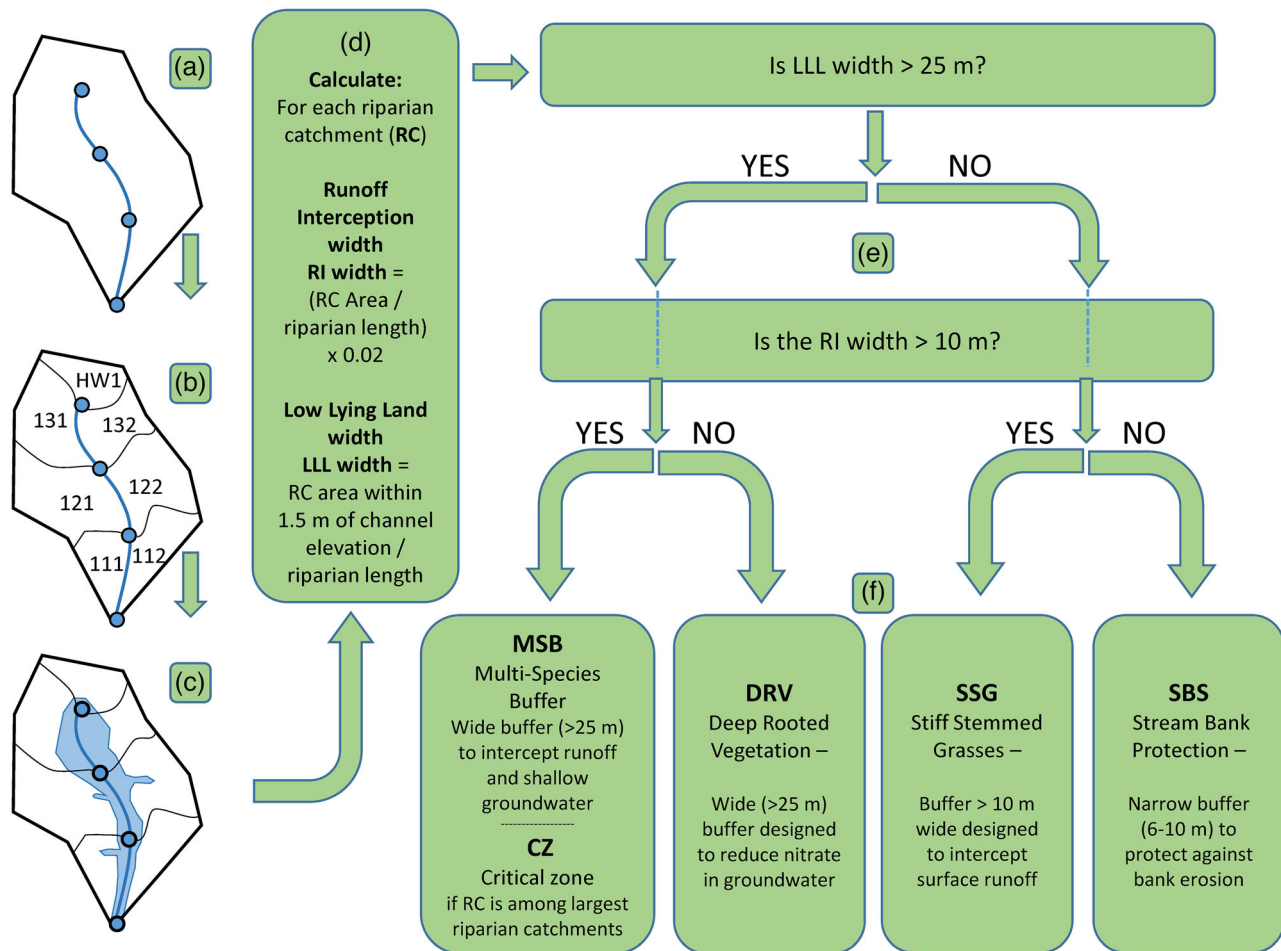 (a)
(b)
HW1
131
132
121
122
111
112
(c)
(d)
Calculate:
For each riparian
catchment (RC)
Runoff
Interception
width
RI width =
(RC Area /
riparian length)
x 0.02
Low Lying Land
width
LLL width =
RC area within
1.5 m of channel
elevation /
riparian length
Is LLL width > 25 m?
YES
NO
(e)
Is the RI width > 10 m?
YES
NO
YES
NO
(f)
MSB
Multi-Species
Buffer
Wide buffer (>25 m)
to intercept runoff
and shallow
groundwater
CZ
Critical zone
if RC is among largest
riparian catchments
DRV
Deep Rooted
Vegetation –
Wide (>25 m)
buffer designed
to reduce nitrate
in groundwater
SSG
Stiff Stemmed
Grasses –
Buffer > 10 m
wide designed
to intercept
surface runoff
SBS
Stream Bank
Protection –
Narrow buffer
(6-10 m) to
protect against
bank erosion